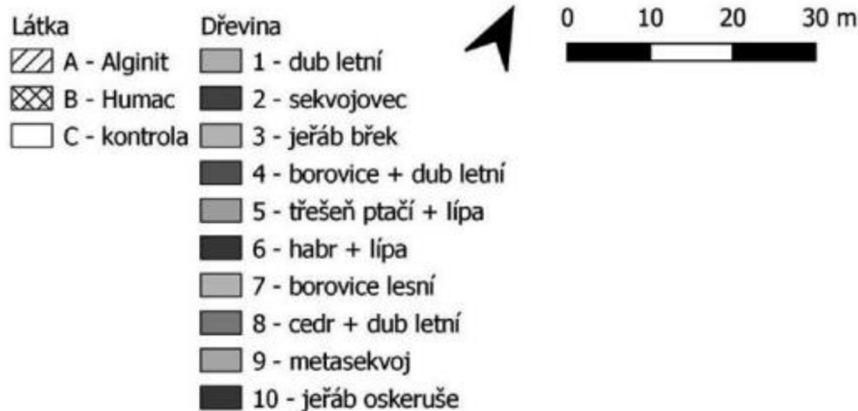 Látka
A - Alginit
B - Humac
C - kontrola
Dřevina
1 - dub letní
2 - sekvojovec
3 - jeřáb břek
4 - borovice + dub letní
5 - třešeň ptačí + lípa
6 - habr + lípa
7 - borovice lesní
8 - cedr + dub letní
9 - metasekvoj
10 - jeřáb oskeruše
0 10 20 30 m